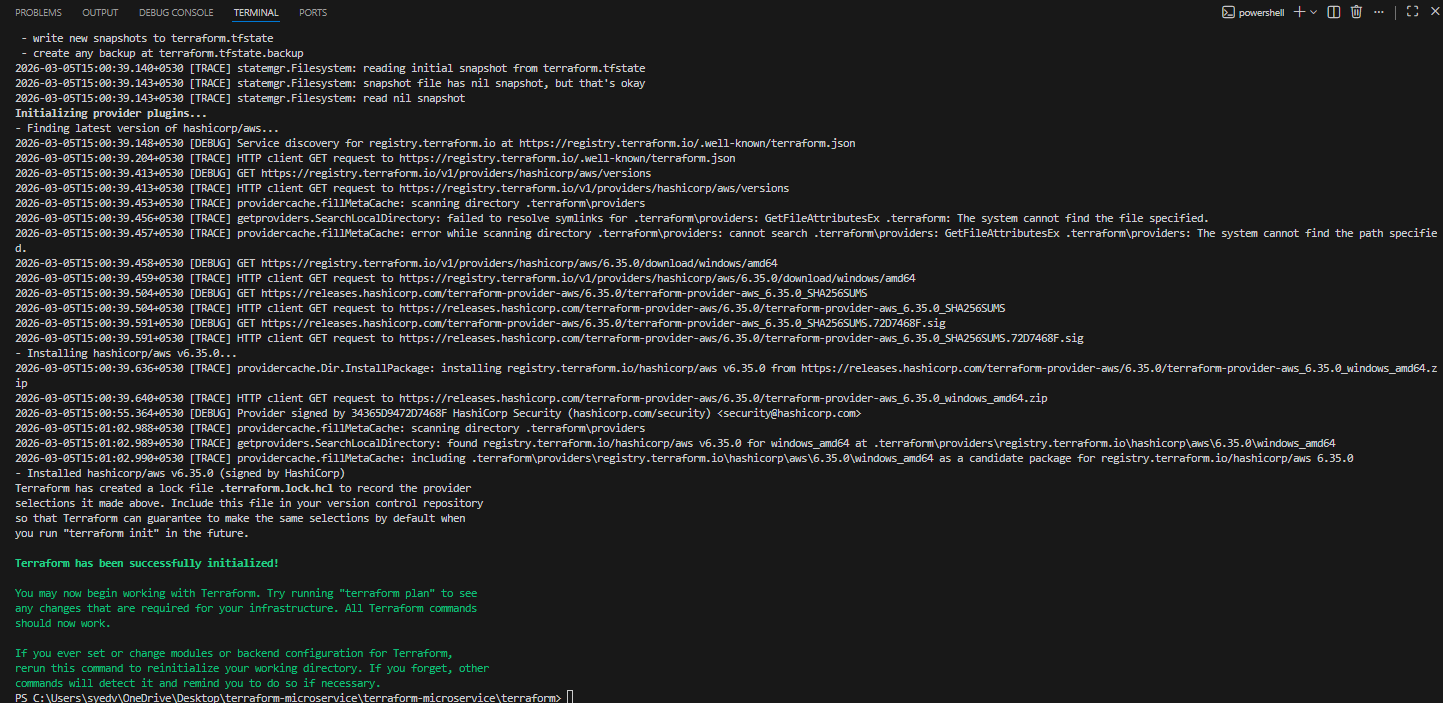 PROBLEMS OUTPUT DEBUG CONSOLE TERMINAL PORTS powershell
- write new snapshots to terraform.tfstate
- create any backup at terraform.tfstate.backup
2026-03-05T15:00:39.140+0530 [TRACE] statemgr.Filesystem: reading initial snapshot from terraform.tfstate
2026-03-05T15:00:39.143+0530 [TRACE] statemgr.Filesystem: snapshot file has nil snapshot, but that's okay
2026-03-05T15:00:39.143+0530 [TRACE] statemgr.Filesystem: read nil snapshot
Initializing provider plugins...
- Finding latest version of hashicorp/aws...
2026-03-05T15:00:39.148+0530 [DEBUG] Service discovery for registry.terraform.io at https://registry.terraform.io/.well-known/terraform.json
2026-03-05T15:00:39.204+0530 [TRACE] HTTP client GET request to https://registry.terraform.io/.well-known/terraform.json
2026-03-05T15:00:39.413+0530 [DEBUG] GET https://registry.terraform.io/v1/providers/hashicorp/aws/versions
2026-03-05T15:00:39.413+0530 [TRACE] HTTP client GET request to https://registry.terraform.io/v1/providers/hashicorp/aws/versions
2026-03-05T15:00:39.453+0530 [TRACE] providercache.fillMetaCache: scanning directory .terraform\providers
2026-03-05T15:00:39.456+0530 [TRACE] getproviders.SearchLocalDirectory: failed to resolve symlinks for .terraform\providers: GetFileAttributesEx .terraform: The system cannot find the file specified.
2026-03-05T15:00:39.457+0530 [TRACE] providercache.fillMetaCache: error while scanning directory .terraform\providers: cannot search .terraform\providers: GetFileAttributesEx .terraform\providers: The system cannot find the path specifie
d.
2026-03-05T15:00:39.458+0530 [DEBUG] GET https://registry.terraform.io/v1/providers/hashicorp/aws/6.35.0/download/windows/amd64
2026-03-05T15:00:39.459+0530 [TRACE] HTTP client GET request to https://registry.terraform.io/v1/providers/hashicorp/aws/6.35.0/download/windows/amd64
2026-03-05T15:00:39.504+0530 [DEBUG] GET https://releases.hashicorp.com/terraform-provider-aws/6.35.0/terraform-provider-aws_6.35.0_SHA256SUMS
2026-03-05T15:00:39.504+0530 [TRACE] HTTP client GET request to https://releases.hashicorp.com/terraform-provider-aws/6.35.0/terraform-provider-aws_6.35.0_SHA256SUMS
2026-03-05T15:00:39.591+0530 [DEBUG] GET https://releases.hashicorp.com/terraform-provider-aws/6.35.0/terraform-provider-aws_6.35.0_SHA256SUMS.72D7468F.sig
2026-03-05T15:00:39.591+0530 [TRACE] HTTP client GET request to https://releases.hashicorp.com/terraform-provider-aws/6.35.0/terraform-provider-aws_6.35.0_SHA256SUMS.72D7468F.sig
- Installing hashicorp/aws v6.35.0...
2026-03-05T15:00:39.636+0530 [TRACE] providercache.Dir.InstallPackage: installing registry.terraform.io/hashicorp/aws v6.35.0 from https://releases.hashicorp.com/terraform-provider-aws/6.35.0/terraform-provider-aws_6.35.0_windows_amd64.z
ip
2026-03-05T15:00:39.640+0530 [TRACE] HTTP client GET request to https://releases.hashicorp.com/terraform-provider-aws/6.35.0/terraform-provider-aws_6.35.0_windows_amd64.zip
2026-03-05T15:00:55.364+0530 [DEBUG] Provider signed by 34365D9472D7468F HashiCorp Security (hashicorp.com/security) <security@hashicorp.com>
2026-03-05T15:01:02.988+0530 [TRACE] providercache.fillMetaCache: scanning directory .terraform\providers
2026-03-05T15:01:02.989+0530 [TRACE] getproviders.SearchLocalDirectory: found registry.terraform.io/hashicorp/aws v6.35.0 for windows_amd64 at .terraform\providers\registry.terraform.io\hashicorp\aws\6.35.0\windows_amd64
2026-03-05T15:01:02.990+0530 [TRACE] providercache.fillMetaCache: including .terraform\providers\registry.terraform.io\hashicorp\aws\6.35.0\windows_amd64 as a candidate package for registry.terraform.io/hashicorp/aws 6.35.0
- Installed hashicorp/aws v6.35.0 (signed by HashiCorp)
Terraform has created a lock file .terraform.lock.hcl to record the provider
selections it made above. Include this file in your version control repository
so that Terraform can guarantee to make the same selections by default when
you run "terraform init" in the future.
Terraform has been successfully initialized!
You may now begin working with Terraform. Try running "terraform plan" to see
any changes that are required for your infrastructure. All Terraform commands
should now work.
If you ever set or change modules or backend configuration for Terraform,
rerun this command to reinitialize your working directory. If you forget, other
commands will detect it and remind you to do so if necessary.
PS C:\Users\syedv\OneDrive\Desktop\terraform-microservice\terraform-microservice\terraform>